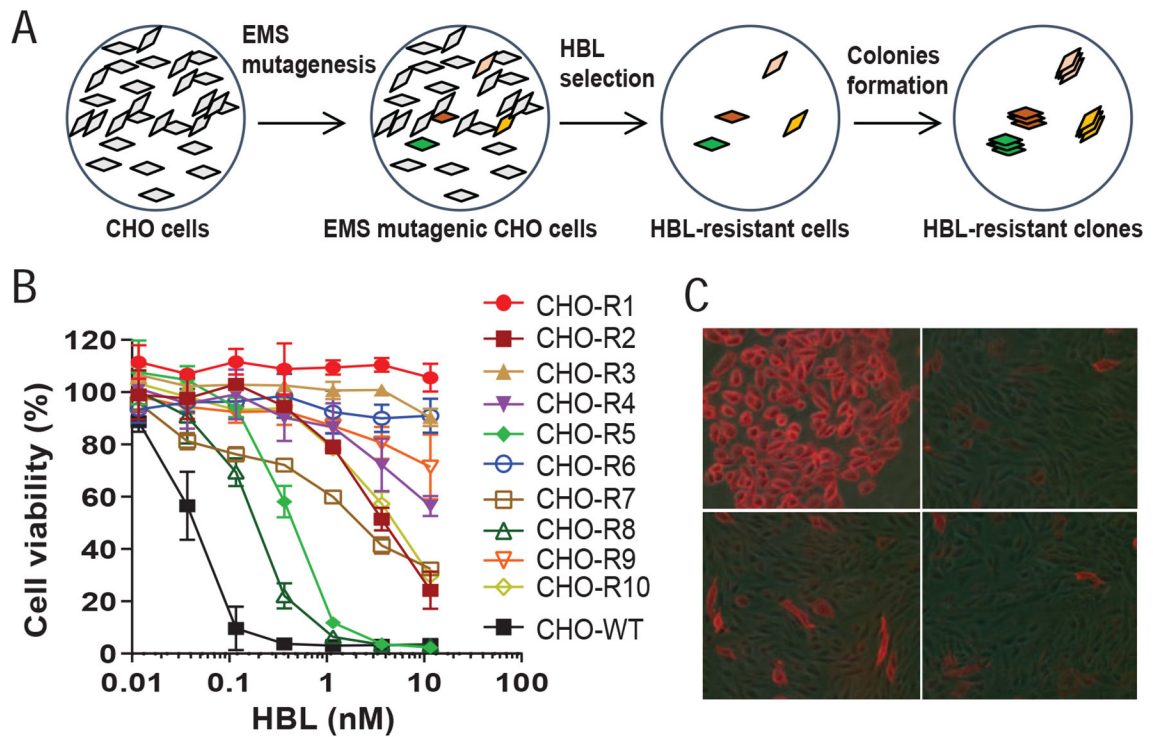 A
EMS
mutagenesis
HBL
selection
Colonies
formation
CHO cells
EMS mutagenic CHO cells
HBL-resistant cells
HBL-resistant clones
B
120
100
80
60
40
20
0
Cell viability (%)
0.01
0.1
1
10
100
HBL (nM)
CHO-R1
CHO-R2
CHO-R3
CHO-R4
CHO-R5
CHO-R6
CHO-R7
CHO-R8
CHO-R9
CHO-R10
CHO-WT
C